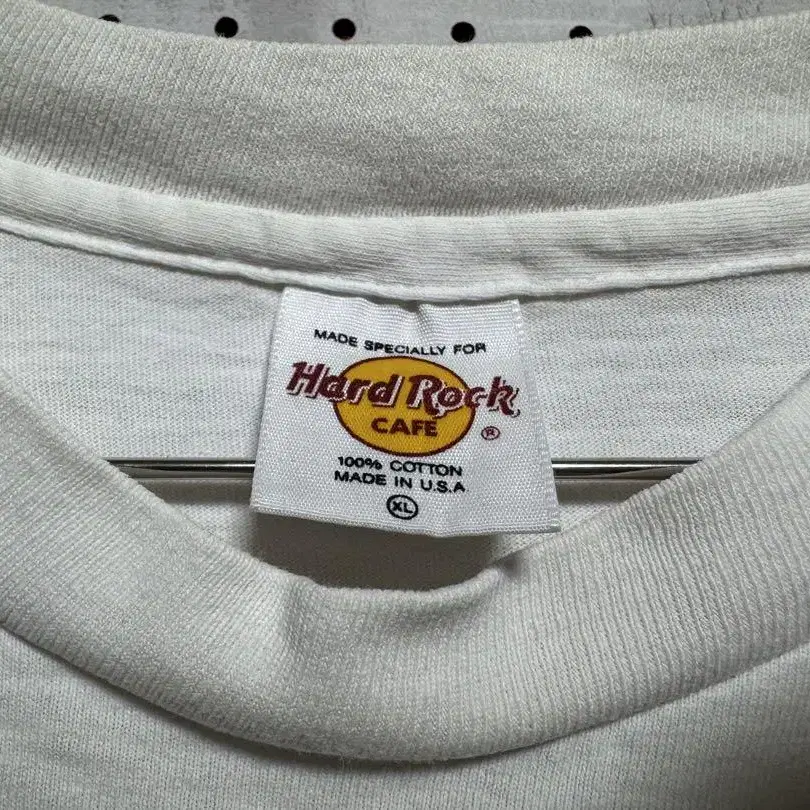 MADE SPECIALLY FOR
Hard Rock
CAFE
®
100% COTTON
MADE IN U.S.A
XL